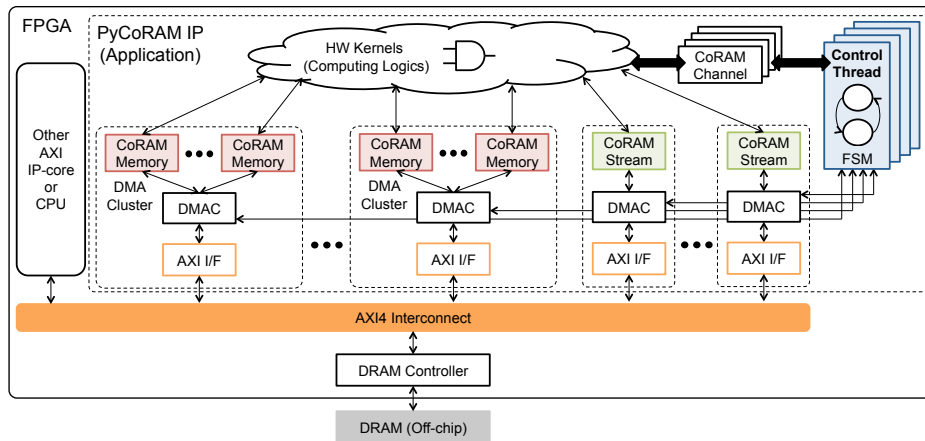 FPGA
PyCoRAM IP
(Application)
HW Kernels
(Computing Logics)
CoRAM
Channel
Control
Thread
FSM
Other
AXI
IP-core
or
CPU
CoRAM
Memory
CoRAM
Memory
CoRAM
Memory
CoRAM
Memory
CoRAM
Stream
CoRAM
Stream
DMA
Cluster
DMAC
DMA
Cluster
DMAC
DMAC
DMAC
AXI I/F
AXI I/F
AXI I/F
AXI I/F
AXI4 Interconnect
DRAM Controller
DRAM (Off-chip)